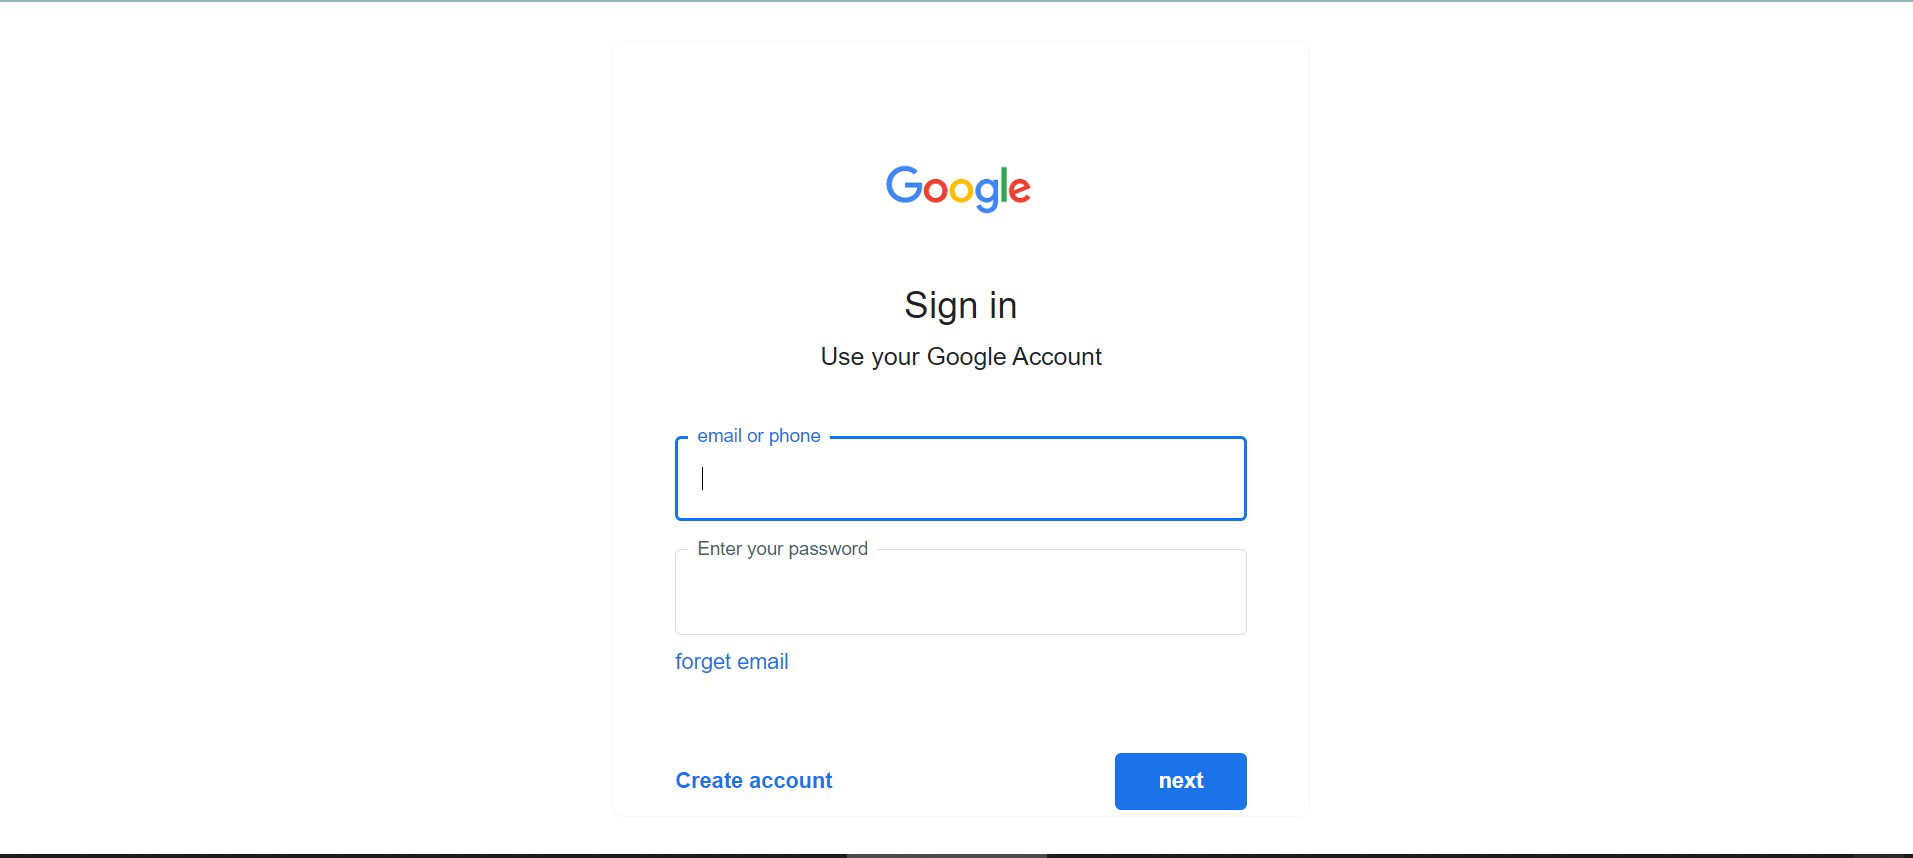 Google
Sign in
Use your Google Account
email or phone
Enter your password
forget email
Create account
next